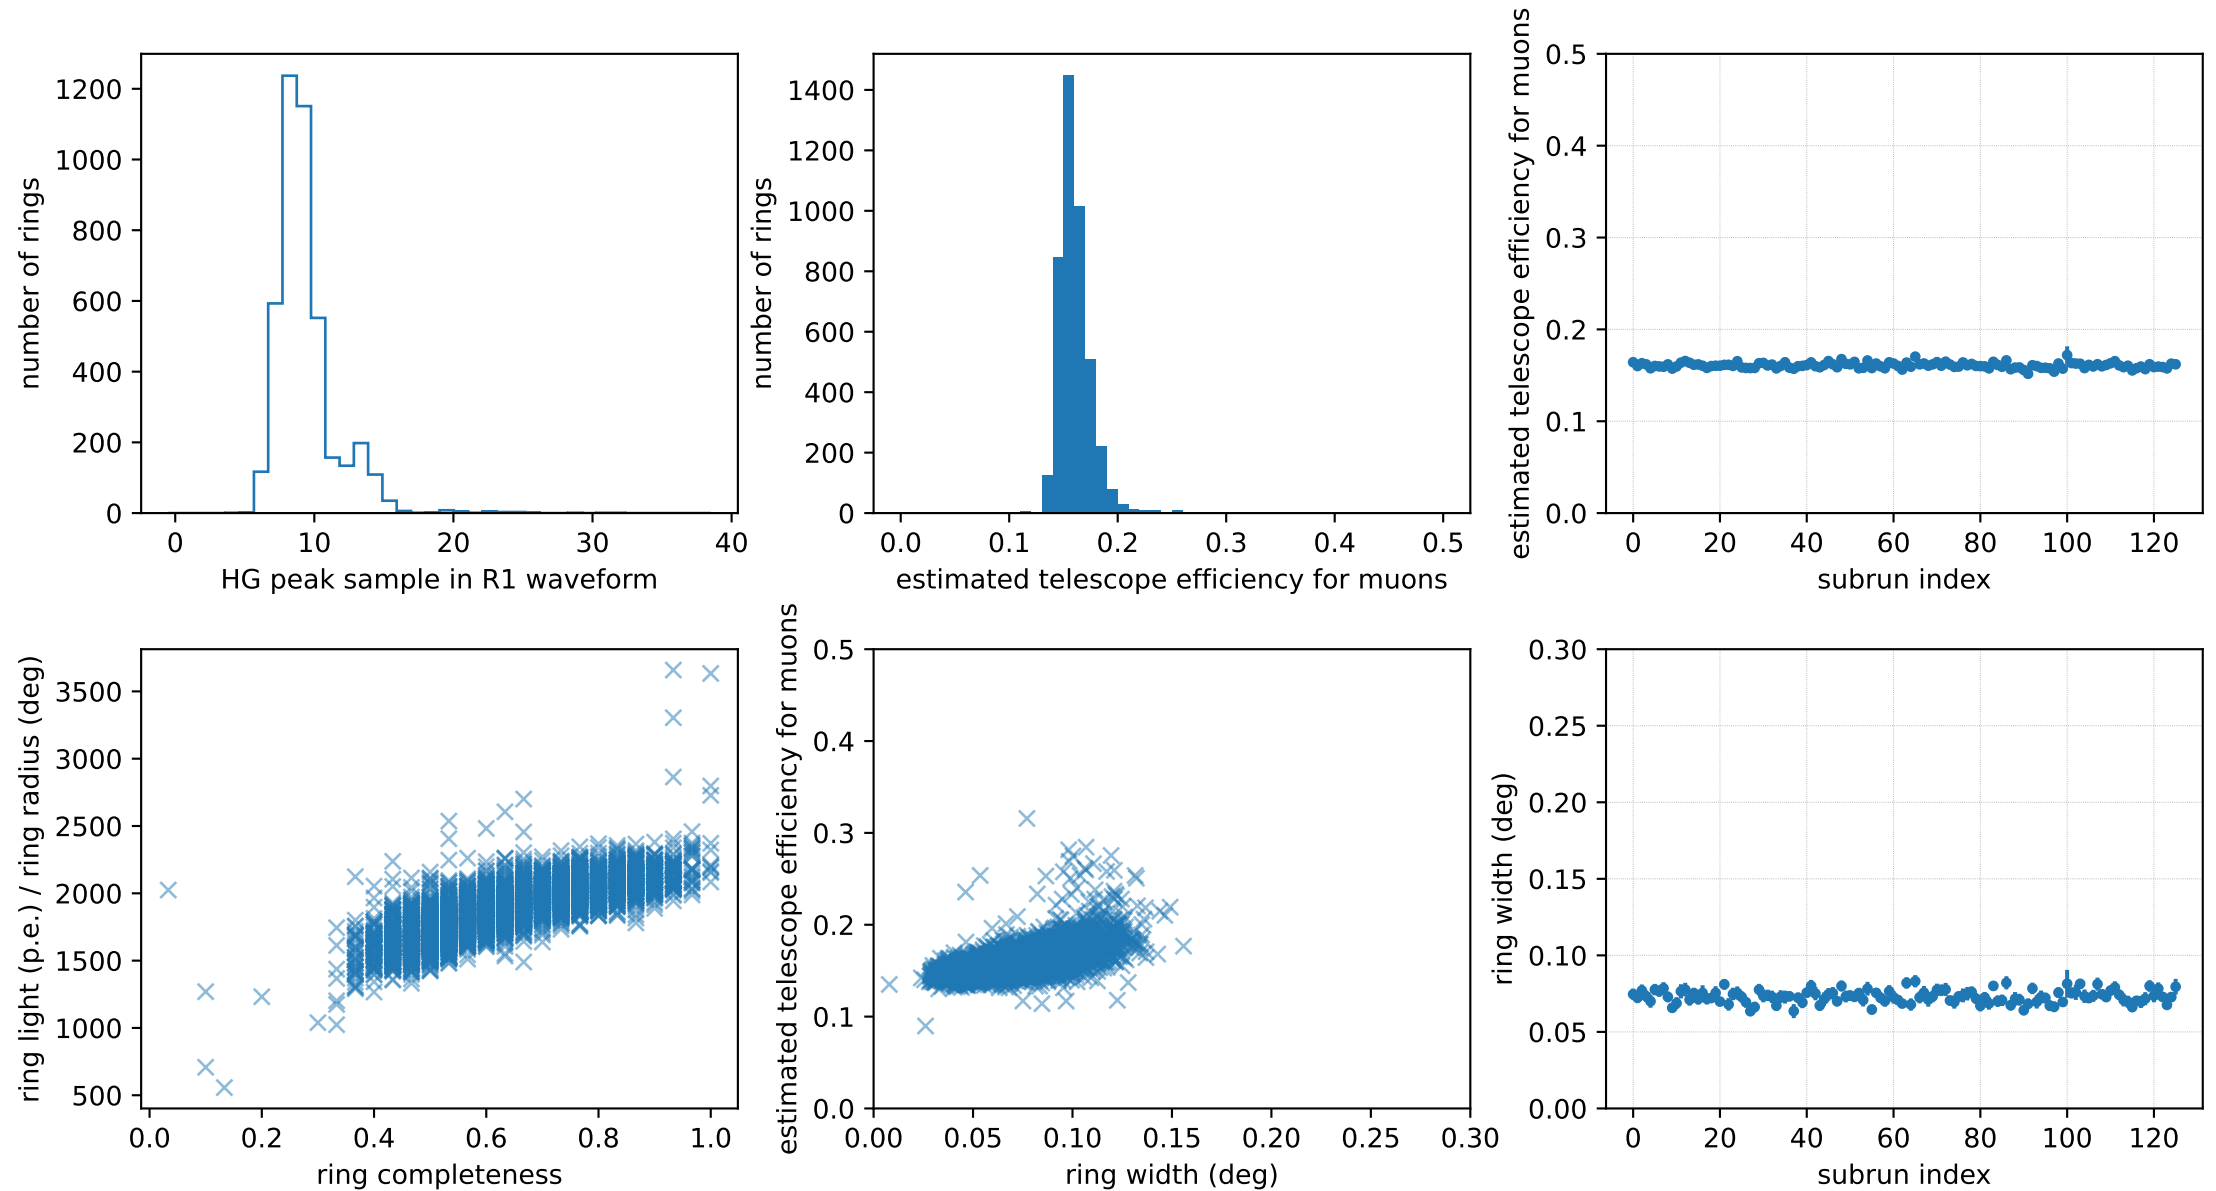 number of rings
1200
1000
800
600
400
200
0
0 10 20 30 40
HG peak sample in R1 waveform
number of rings
1400
1200
1000
800
600
400
200
0
0.0 0.1 0.2 0.3 0.4 0.5
estimated telescope efficiency for muons
estimated telescope efficiency for muons
0.5
0.4
0.3
0.2
0.1
0.0
0 20 40 60 80 100 120
subrun index
ring light (p.e.) / ring radius (deg)
3500
3000
2500
2000
1500
1000
500
0.0 0.2 0.4 0.6 0.8 1.0
ring completeness
estimated telescope efficiency for muons
0.5
0.4
0.3
0.2
0.1
0.0
0.00 0.05 0.10 0.15 0.20 0.25 0.30
ring width (deg)
ring width (deg)
0.30
0.25
0.20
0.15
0.10
0.05
0.00
0 20 40 60 80 100 120
subrun index